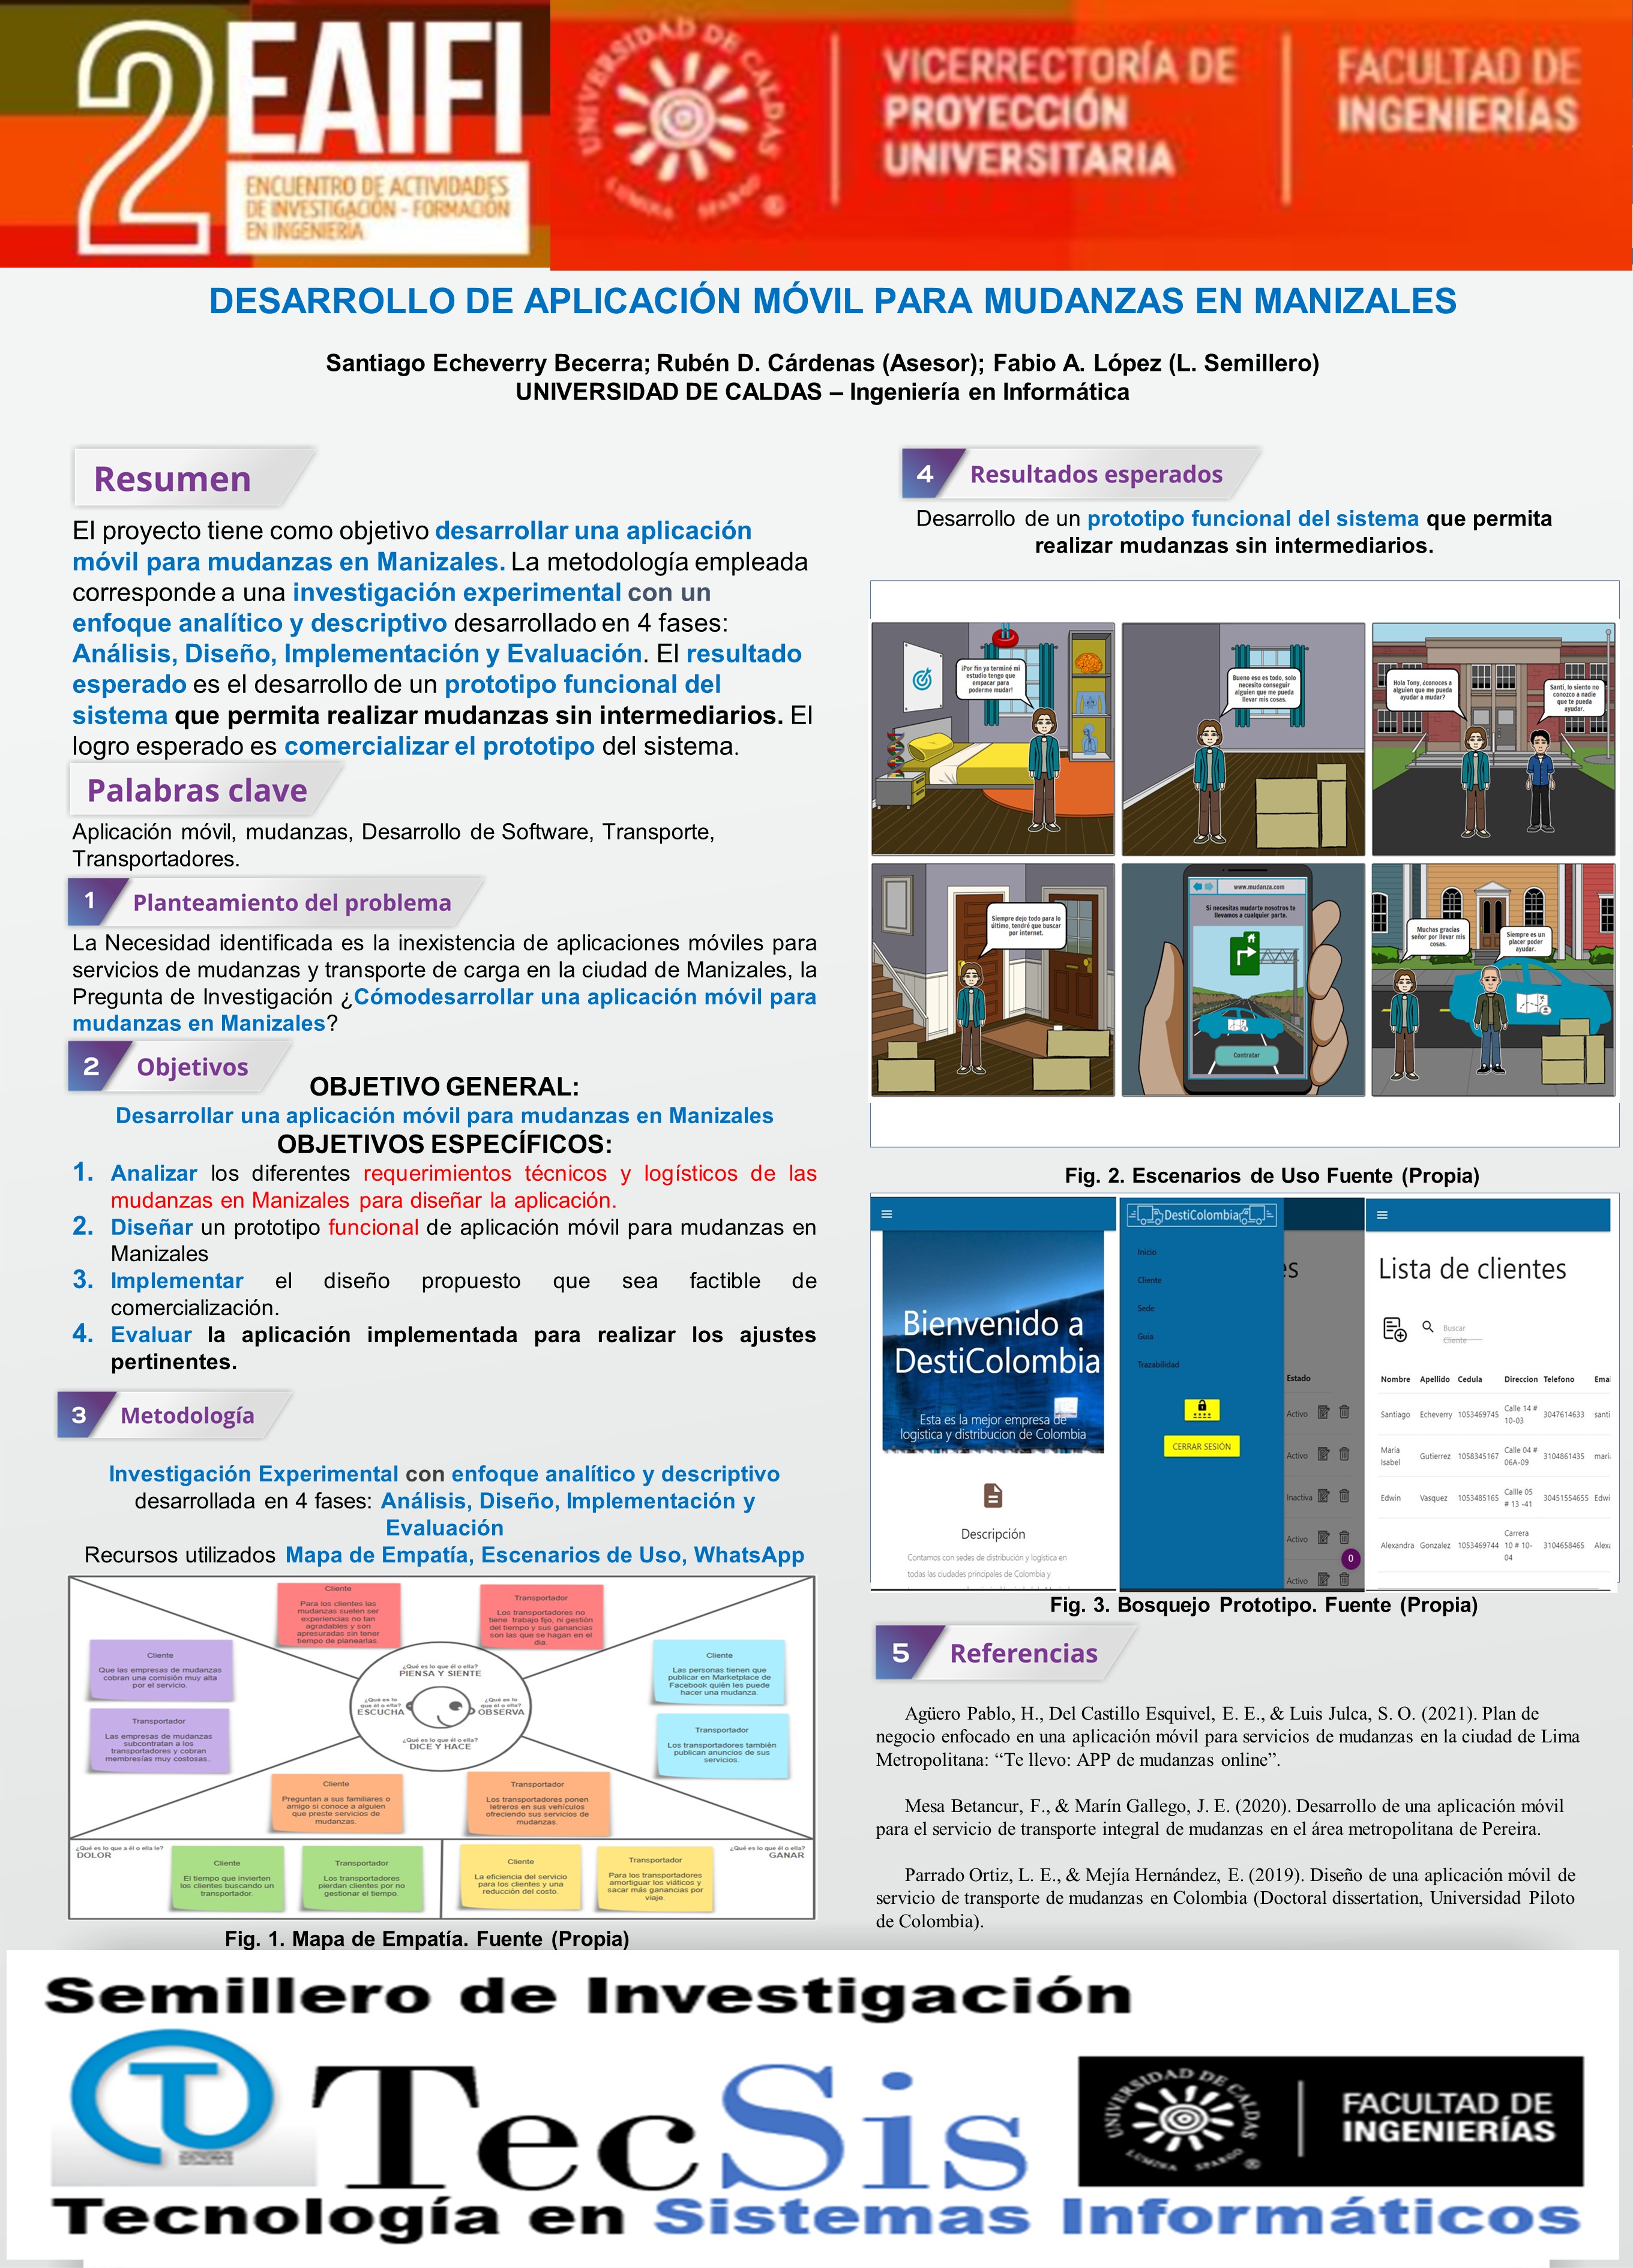 2 EAIFI
ENCUENTRO DE ACTIVIDADES
DE INVESTIGACIÓN - FORMACIÓN
EN INGENIERÍA
UNIVERSIDAD DE CALDAS
LUMINA SPARGO
VICERRECTORÍA DE
PROYECCIÓN
UNIVERSITARIA
FACULTAD DE
INGENIERÍAS
DESARROLLO DE APLICACIÓN MÓVIL PARA MUDANZAS EN MANIZALES
Santiago Echeverry Becerra; Rubén D. Cárdenas (Asesor); Fabio A. López (L. Semillero)
UNIVERSIDAD DE CALDAS – Ingeniería en Informática
Resumen
El proyecto tiene como objetivo desarrollar una aplicación
móvil para mudanzas en Manizales. La metodología empleada
corresponde a una investigación experimental con un
enfoque analítico y descriptivo desarrollado en 4 fases:
Análisis, Diseño, Implementación y Evaluación. El resultado
esperado es el desarrollo de un prototipo funcional del
sistema que permita realizar mudanzas sin intermediarios. El
logro esperado es comercializar el prototipo del sistema.
Palabras clave
Aplicación móvil, mudanzas, Desarrollo de Software, Transporte,
Transportadores.
1 Planteamiento del problema
La Necesidad identificada es la inexistencia de aplicaciones móviles para
servicios de mudanzas y transporte de carga en la ciudad de Manizales, la
Pregunta de Investigación ¿Cómodesarrollar una aplicación móvil para
mudanzas en Manizales?
2 Objetivos
OBJETIVO GENERAL:
Desarrollar una aplicación móvil para mudanzas en Manizales
OBJETIVOS ESPECÍFICOS:
1. Analizar los diferentes requerimientos técnicos y logísticos de las
mudanzas en Manizales para diseñar la aplicación.
2. Diseñar un prototipo funcional de aplicación móvil para mudanzas en
Manizales
3. Implementar el diseño propuesto que sea factible de
comercialización.
4. Evaluar la aplicación implementada para realizar los ajustes
pertinentes.
3 Metodología
Investigación Experimental con enfoque analítico y descriptivo
desarrollada en 4 fases: Análisis, Diseño, Implementación y
Evaluación
Recursos utilizados Mapa de Empatía, Escenarios de Uso, WhatsApp
Cliente
Para los clientes las
mudanzas suelen ser
experiencias no tan
agradables y son
apresuradas sin tener
tiempo de planearlas.
Transportador
Los transportadores no
tiene trabajo fijo, ni gestión
del tiempo y sus ganancias
son las que se hagan en el
día.
Cliente
Que las empresas de mudanzas
cobran una comisión muy alta
por el servicio.
Transportador
Las empresas de mudanzas
subcontratan a los
transportadores y cobran
membresías muy costosas.
¿Qué es lo que él o ella?
PIENSA Y SIENTE
¿Qué es lo
que él o ella?
ESCUCHA
¿Qué es lo
que él o ella?
OBSERVA
¿Qué es lo que él o ella?
DICE Y HACE
Cliente
Las personas tienen que
publicar en Marketplace de
Facebook quién les puede
hacer una mudanza.
Transportador
Los transportadores también
publican anuncios de sus
servicios.
Cliente
Preguntan a sus familiares o
amigo si conoce a alguien
que preste servicios de
mudanzas.
Transportador
Los transportadores ponen
letreros en sus vehículos
ofreciendo sus servicios de
mudanzas.
¿Qué es lo que a él o ella le?
DOLOR
Cliente
El tiempo que invierten
los clientes buscando un
transportador.
Transportador
Los transportadores
pierdan clientes por no
gestionar el tiempo.
Cliente
La eficiencia del servicio
para los clientes y una
reducción del costo.
Transportador
Para los transportadores
amortiguar los viáticos y
sacar más ganancias por
viaje.
¿Qué es lo que él o ella?
GANAR
Fig. 1. Mapa de Empatía. Fuente (Propia)
4 Resultados esperados
Desarrollo de un prototipo funcional del sistema que permita
realizar mudanzas sin intermediarios.
¡Por fin ya terminé mi
estudio tengo que
empacar para
poderme mudar!
Bueno eso es todo, solo
necesito conseguir
alguien que me pueda
llevar mis cosas.
Hola Tony, ¿conoces a
alguien que me pueda
ayudar a mudar?
Santi, lo siento no
conozco a nadie
que te pueda
ayudar.
Siempre dejo todo para lo
último, tendré que buscar
por internet.
www.mudanza.com
Si necesitas mudarte nosotros te
llevamos a cualquier parte.
Contratar
Muchas gracias
señor por llevar mis
cosas.
Siempre es un
placer poder
ayudar.
Fig. 2. Escenarios de Uso Fuente (Propia)
Bienvenido a
DestiColombia
Esta es la mejor empresa de
logistica y distribucion de Colombia
Descripción
Contamos con sedes de distribución y logística en
todas las ciudades principales de Colombia y
DestiColombia
Inicio
Cliente
Sede
Guia
Trazabilidad
CERRAR SESIÓN
es
Estado
Activo
Activo
Inactiva
Activo
Activo
0
Lista de clientes
Buscar
Cliente
Nombre Apellido Cedula Direccion Telefono Emai
Santiago Echeverry 1053469745 Calle 14 # 10-03 3047614633 santi
Maria Isabel Gutierrez 1058345167 Calle 04 # 06A-09 3104861435 maria
Edwin Vasquez 1053485165 Callle 05 # 13 -41 30451554655 Edwi
Alexandra Gonzalez 1053469744 Carrera 10 # 10-04 3104658465 Alexa
Fig. 3. Bosquejo Prototipo. Fuente (Propia)
5 Referencias
Agüero Pablo, H., Del Castillo Esquivel, E. E., & Luis Julca, S. O. (2021). Plan de
negocio enfocado en una aplicación móvil para servicios de mudanzas en la ciudad de Lima
Metropolitana: “Te llevo: APP de mudanzas online”.
Mesa Betancur, F., & Marín Gallego, J. E. (2020). Desarrollo de una aplicación móvil
para el servicio de transporte integral de mudanzas en el área metropolitana de Pereira.
Parrado Ortiz, L. E., & Mejía Hernández, E. (2019). Diseño de una aplicación móvil de
servicio de transporte de mudanzas en Colombia (Doctoral dissertation, Universidad Piloto
de Colombia).
Semillero de Investigación
TecSis
UNIVERSIDAD DE CALDAS
LUMINA SPARGO
FACULTAD DE
INGENIERÍAS
Tecnología en Sistemas Informáticos